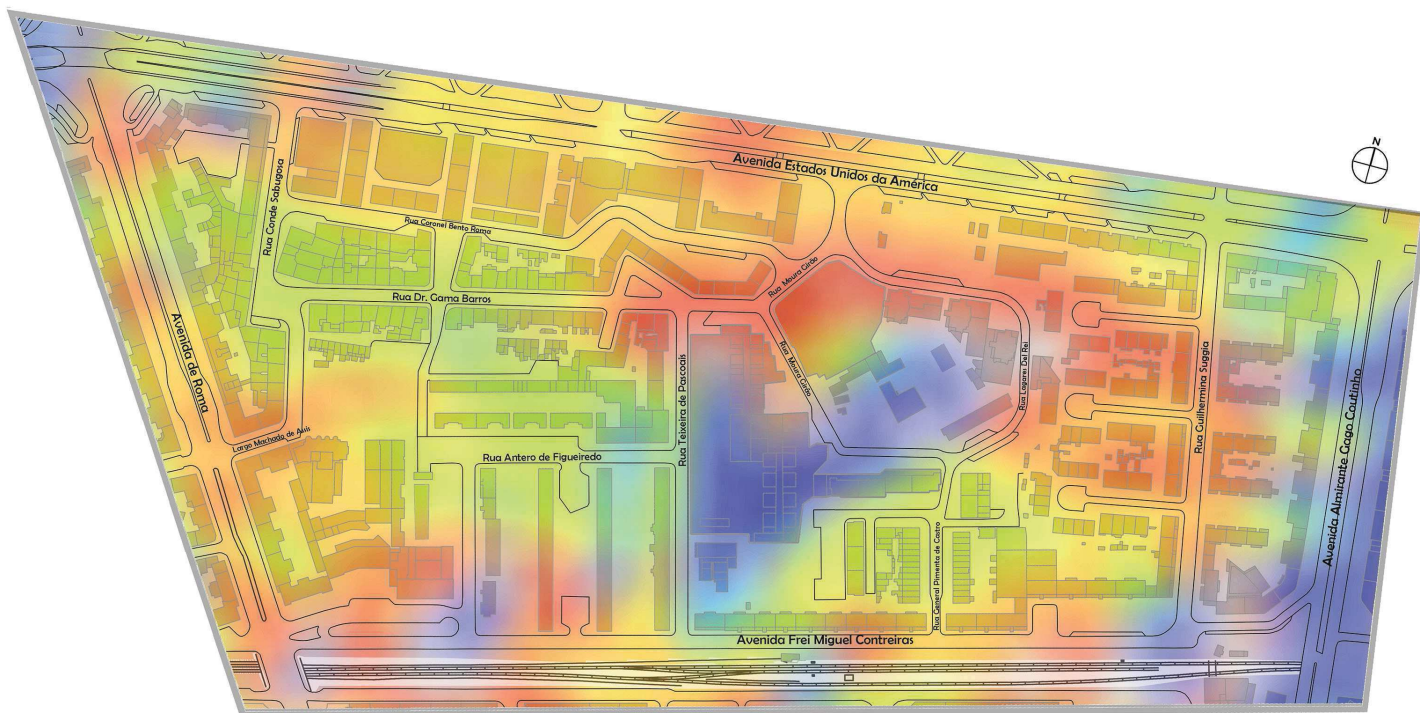 N
Avenida Estados Unidos da América
Rua Conde Sabugosa
Rua Coronel Bento Roma
Rua Moura Girão
Rua Dr. Gama Barros
Avenida de Roma
Rua Moura Girão
Rua Teixeira de Pascoais
Rua Lagares Del Rei
Rua Guilhermina Suggia
Avenida Almirante Gago Coutinho
Largo Machado de Assis
Rua Antero de Figueiredo
Rua General Pimenta de Castro
Avenida Frei Miguel Contreiras